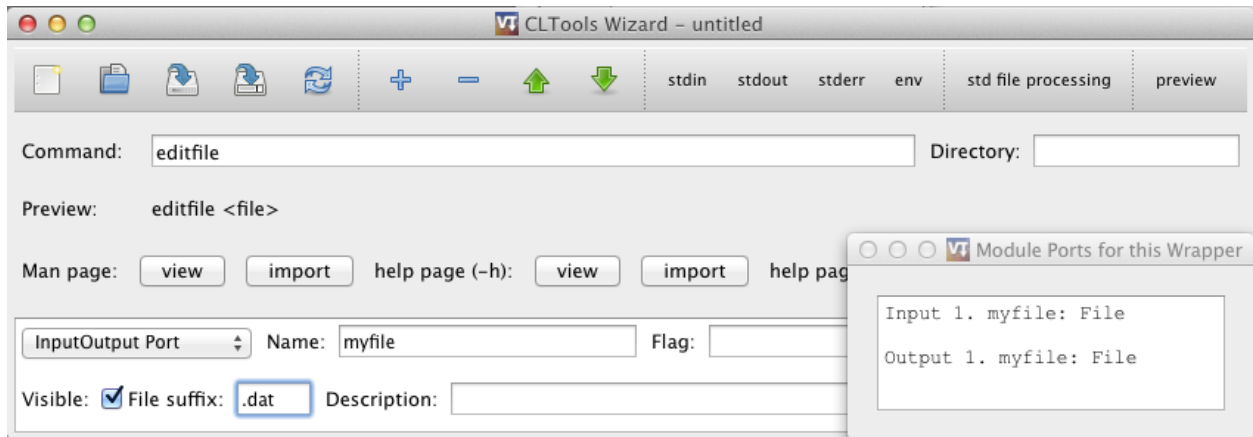 CLTools Wizard – untitled
stdin stdout stderr env std file processing preview
Command: editfile Directory:
Preview: editfile <file>
Man page: view import help page (-h): view import help pag
InputOutput Port Name: myfile Flag:
Visible: File suffix: .dat Description:
Module Ports for this Wrapper
Input 1. myfile: File
Output 1. myfile: File